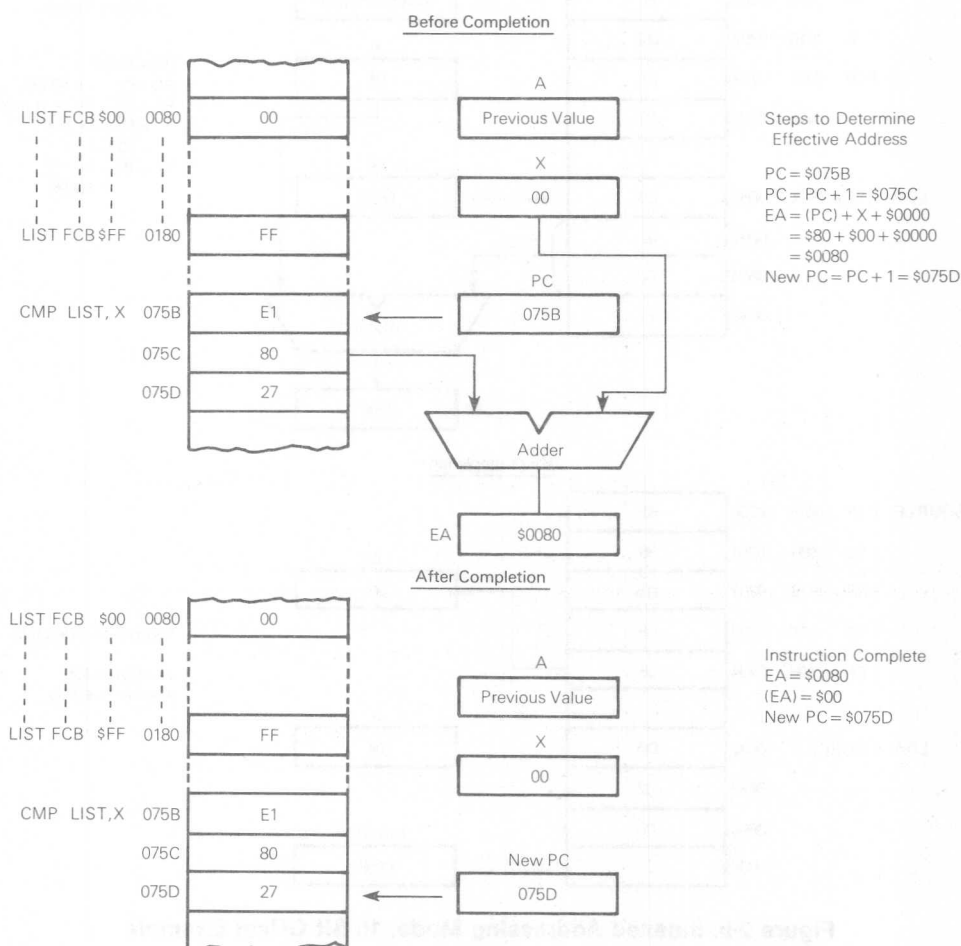 Before Completion
LIST FCB $00 0080 00
LIST FCB $FF 0180 FF
CMP LIST, X 075B E1
075C 80
075D 27
A
Previous Value
X
00
PC
075B
Adder
EA $0080
Steps to Determine
Effective Address
PC = $075B
PC = PC + 1 = $075C
EA = (PC) + X + $0000
= $80 + $00 + $0000
= $0080
New PC = PC + 1 = $075D
After Completion
LIST FCB $00 0080 00
LIST FCB $FF 0180 FF
CMP LIST,X 075B E1
075C 80
075D 27
A
Previous Value
X
00
New PC
075D
Instruction Complete
EA = $0080
(EA) = $00
New PC = $075D